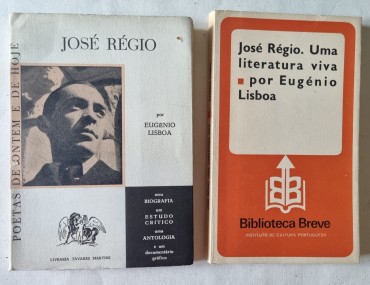 POETAS DE ONTEM E DE HOJE
JOSÉ RÉGIO
por
EUGÉNIO
LISBOA
uma
BIOGRAFIA
um
ESTUDO
CRÍTICO
uma
ANTOLOGIA
e um
documentário
gráfico
LIVRARIA TAVARES MARTINS
José Régio. Uma
literatura viva
por Eugénio
Lisboa
Biblioteca Breve
INSTITUTO DE CULTURA PORTUGUESA